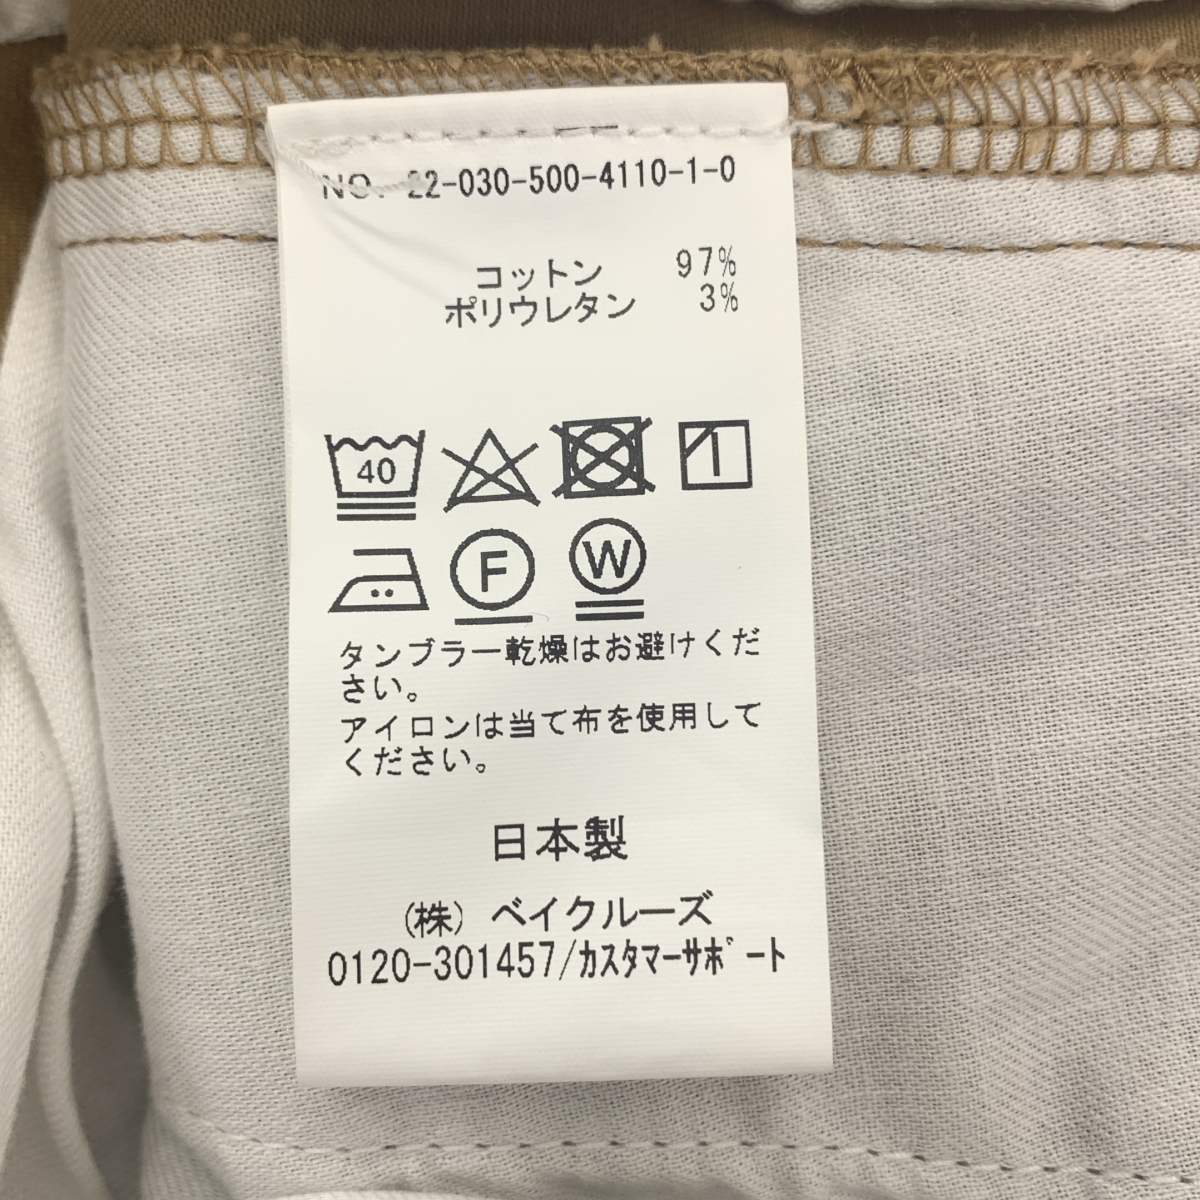 NO. 22-030-500-4110-1-0
コットン 97%
ポリウレタン 3%
40
F W
タンブラー乾燥はお避けくだ
さい。
アイロンは当て布を使用して
ください。
日本製
(株) ベイクルーズ
0120-301457/ｶｽﾀﾏｰｻﾎﾟｰﾄ